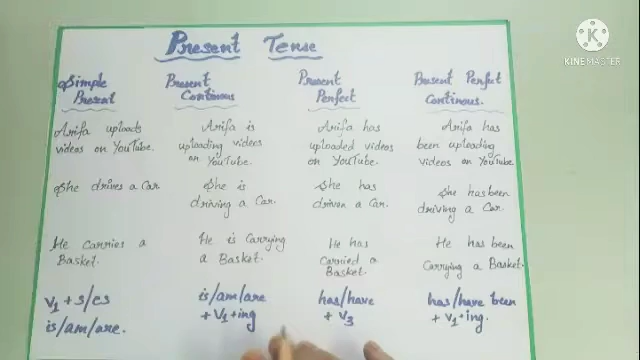 Present Tense
KINEMASTER
Simple
Present
Arifa uploads
videos on YouTube.
She drives a Car
He Carries a
Basket.
V1 + s/es
is/am/are.
Present
Continous
Arifa is
uploading videos
on YouTube.
She is
driving a Car.
He is Carrying
a Basket.
is/am/are
+ V1 + ing
Present
Perfect
Arifa has
uploaded videos
on YouTube.
She has
driven a Car.
He has
Carried a
Basket.
has/have
+ V3
Present Perfect
Continous.
Arifa has
been uploading
videos on YouTube
She has been
driving a Car.
He has been
Carrying a Basket.
has/have been
+ V1 + ing.